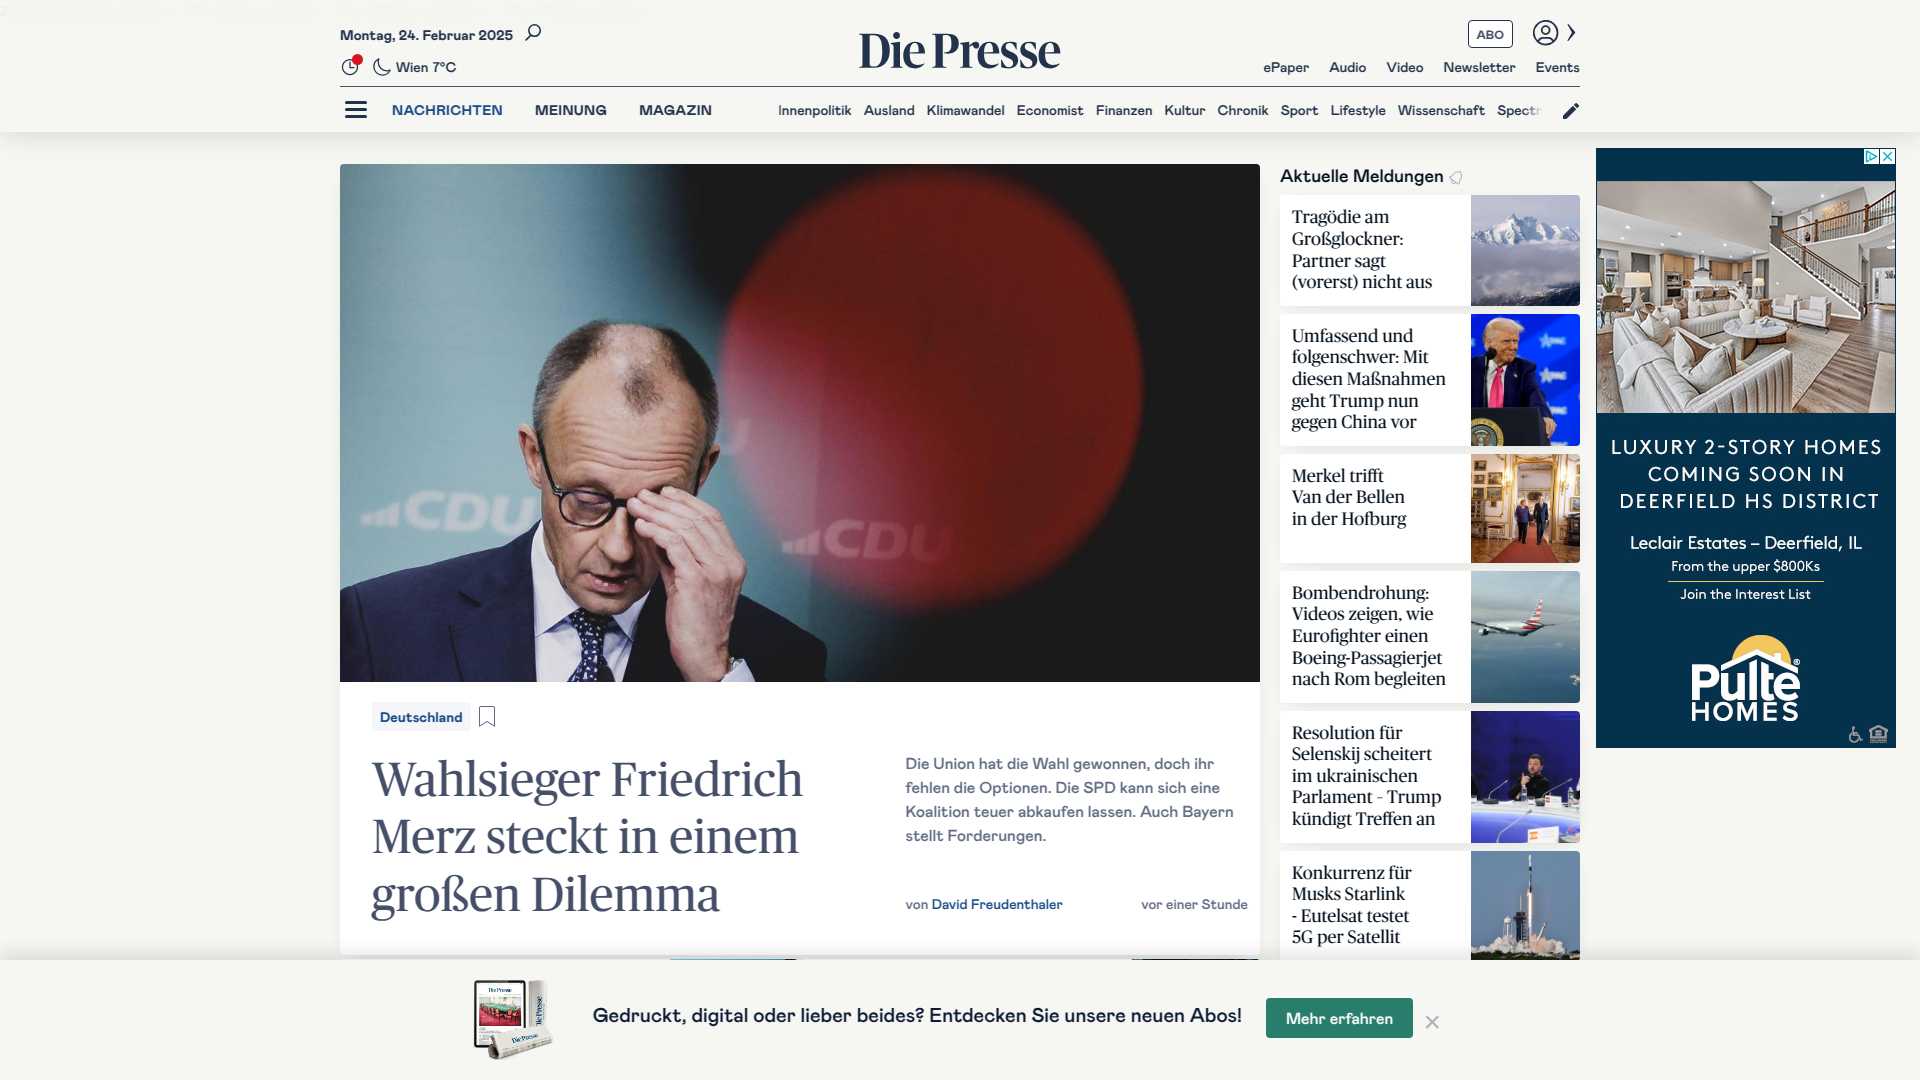 Montag, 24. Februar 2025
Wien 7°C
Die Presse
ABO
ePaper
Audio
Video
Newsletter
Events
NACHRICHTEN
MEINUNG
MAGAZIN
Innenpolitik
Ausland
Klimawandel
Economist
Finanzen
Kultur
Chronik
Sport
Lifestyle
Wissenschaft
CDU
CDU
Deutschland
Wahlsieger Friedrich
Merz steckt in einem
großen Dilemma
Die Union hat die Wahl gewonnen, doch ihr
fehlen die Optionen. Die SPD kann sich eine
Koalition teuer abkaufen lassen. Auch Bayern
stellt Forderungen.
von David Freudenthaler
vor einer Stunde
Aktuelle Meldungen
Tragödie am
Großglockner:
Partner sagt
(vorerst) nicht aus
Umfassend und
folgenschwer: Mit
diesen Maßnahmen
geht Trump nun
gegen China vor
Merkel trifft
Van der Bellen
in der Hofburg
Bombendrohung:
Videos zeigen, wie
Eurofighter einen
Boeing-Passagierjet
nach Rom begleiten
Resolution für
Selenskij scheitert
im ukrainischen
Parlament - Trump
kündigt Treffen an
Konkurrenz für
Musks Starlink
- Eutelsat testet
5G per Satellit
LUXURY 2-STORY HOMES
COMING SOON IN
DEERFIELD HS DISTRICT
Leclair Estates – Deerfield, IL
From the upper $800Ks
Join the Interest List
Pulte®
HOMES
Die Presse
Die Presse
Die Presse
Gedruckt, digital oder lieber beides? Entdecken Sie unsere neuen Abos!
Mehr erfahren